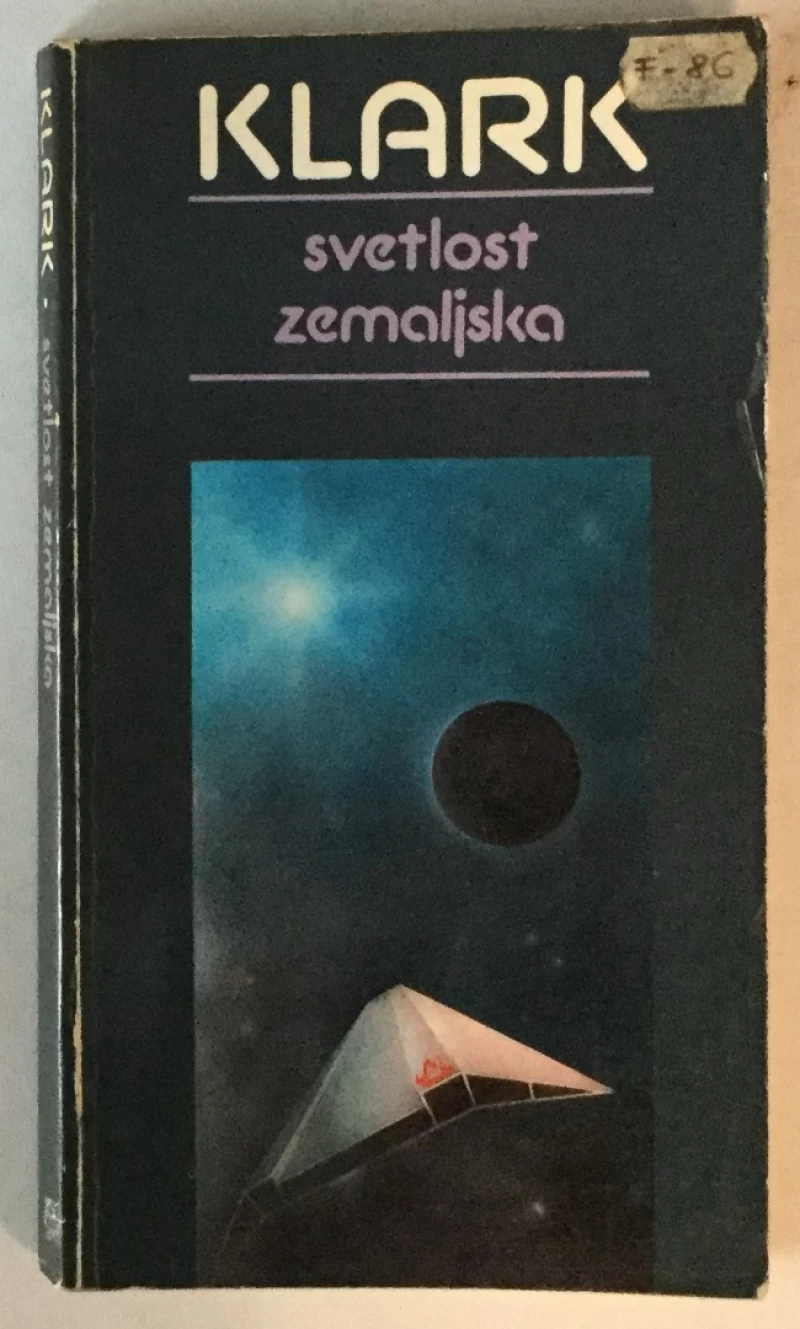 KLARK
F-86
svetlost
zemaljska
KLARK · svetlost zemaljska